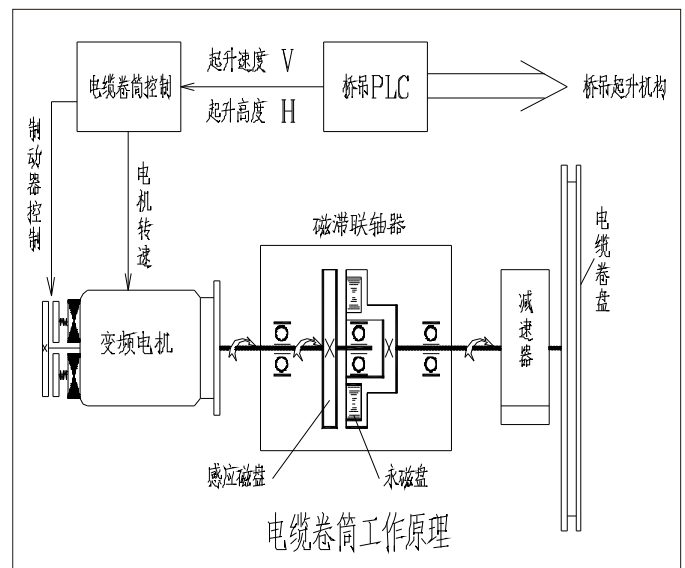 起升速度 V
电缆卷筒控制
桥吊PLC
桥吊起升机构
起升高度 H
制动器控制
电机转速
磁滞联轴器
电缆卷盘
减速器
变频电机
感应磁盘
永磁盘
电缆卷筒工作原理